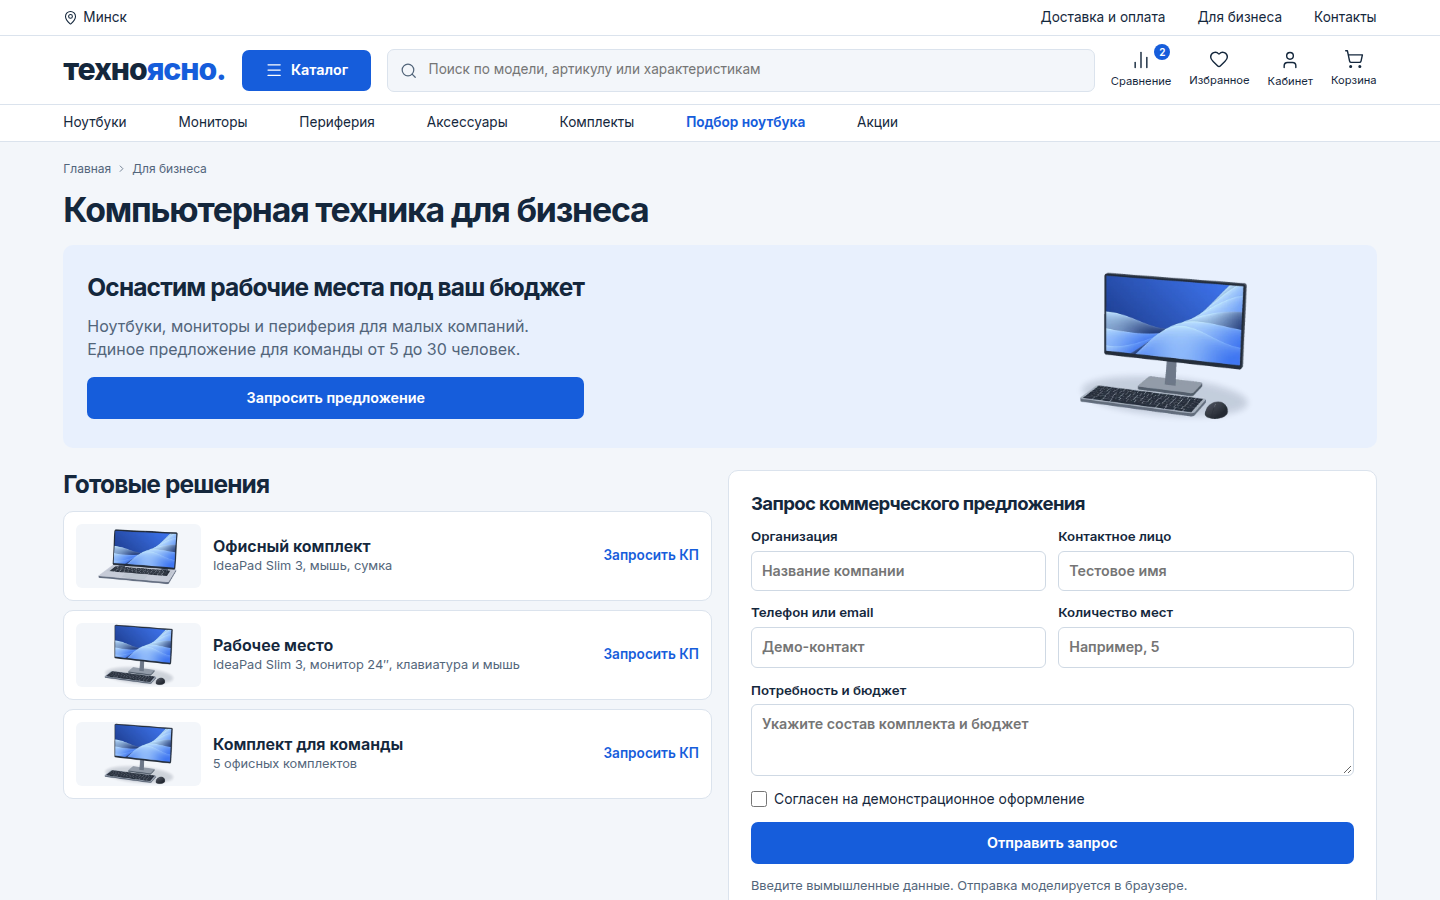 Минск
Доставка и оплата
Для бизнеса
Контакты
техноясно.
Каталог
Поиск по модели, артикулу или характеристикам
2
Сравнение
Избранное
Кабинет
Корзина
Ноутбуки
Мониторы
Периферия
Аксессуары
Комплекты
Подбор ноутбука
Акции
Главная
Для бизнеса
Компьютерная техника для бизнеса
Оснастим рабочие места под ваш бюджет
Ноутбуки, мониторы и периферия для малых компаний.
Единое предложение для команды от 5 до 30 человек.
Запросить предложение
Готовые решения
Офисный комплект
IdeaPad Slim 3, мышь, сумка
Запросить КП
Рабочее место
IdeaPad Slim 3, монитор 24″, клавиатура и мышь
Запросить КП
Комплект для команды
5 офисных комплектов
Запросить КП
Запрос коммерческого предложения
Организация
Контактное лицо
Название компании
Тестовое имя
Телефон или email
Количество мест
Демо-контакт
Например, 5
Потребность и бюджет
Укажите состав комплекта и бюджет
Согласен на демонстрационное оформление
Отправить запрос
Введите вымышленные данные. Отправка моделируется в браузере.